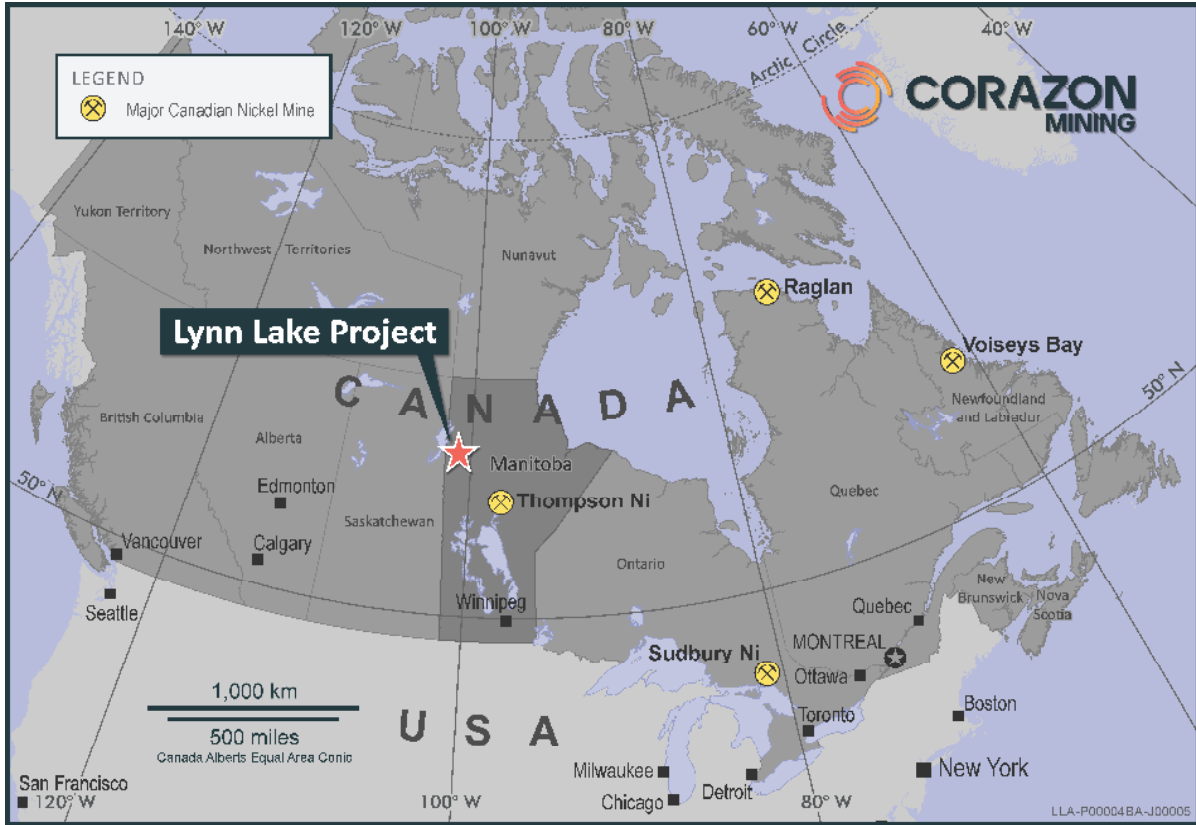 140° W
120° W
100° W
80° W
60° W
40° W
Arctic Circle
LEGEND
Major Canadian Nickel Mine
CORAZON
MINING
Yukon Territory
Northwest Territories
Nunavut
Raglan
Lynn Lake Project
Voiseys Bay
50° N
CANADA
Newfoundland
and Labrador
British Columbia
Alberta
Manitoba
Edmonton
Thompson Ni
Quebec
50° N
Saskatchewan
Vancouver
Calgary
Ontario
Seattle
Winnipeg
New
Brunswick
Nova
Scotia
Quebec
MONTREAL
Sudbury Ni
Ottawa
1,000 km
500 miles
Canada Alberts Equal Area Conic
USA
Toronto
Boston
Milwaukee
Detroit
New York
San Francisco
Chicago
120° W
100° W
80° W
LLA-P00004BA-J00005